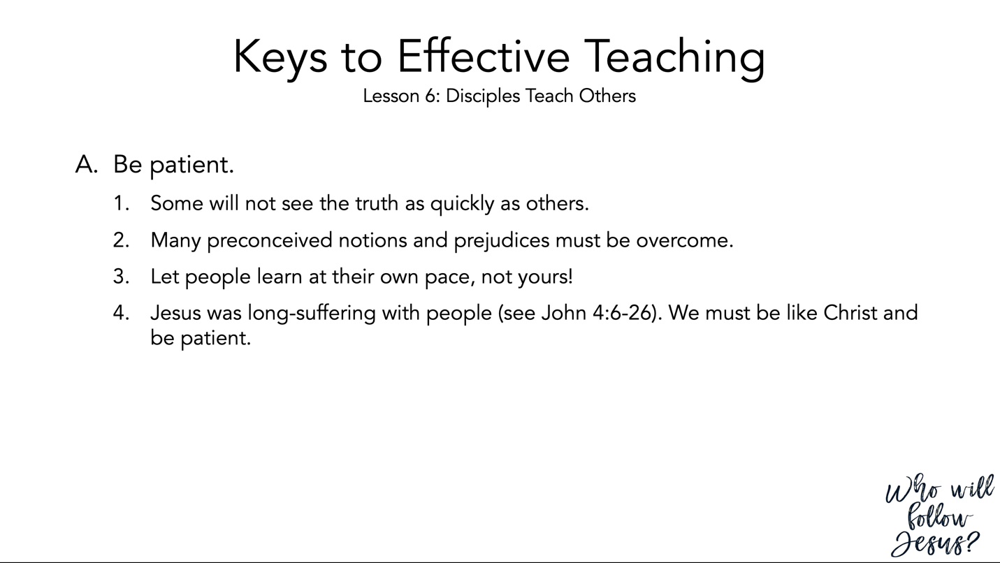 Keys to Effective Teaching
Lesson 6: Disciples Teach Others
A. Be patient.
1. Some will not see the truth as quickly as others.
2. Many preconceived notions and prejudices must be overcome.
3. Let people learn at their own pace, not yours!
4. Jesus was long-suffering with people (see John 4:6-26). We must be like Christ and
be patient.
Who will
follow
Jesus?